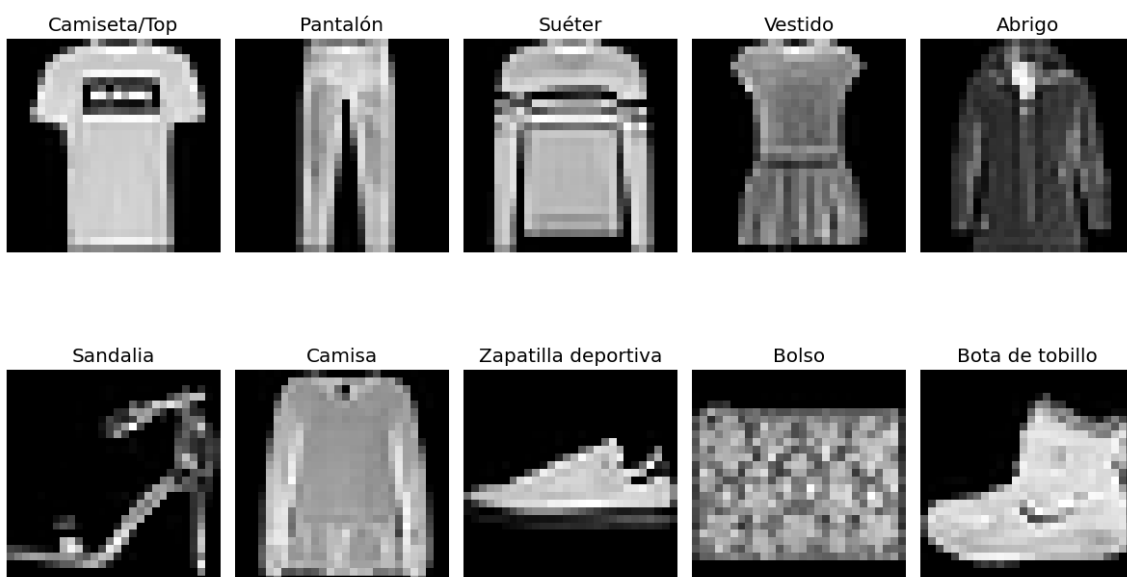 Camiseta/Top
Pantalón
Suéter
Vestido
Abrigo
Sandalia
Camisa
Zapatilla deportiva
Bolso
Bota de tobillo